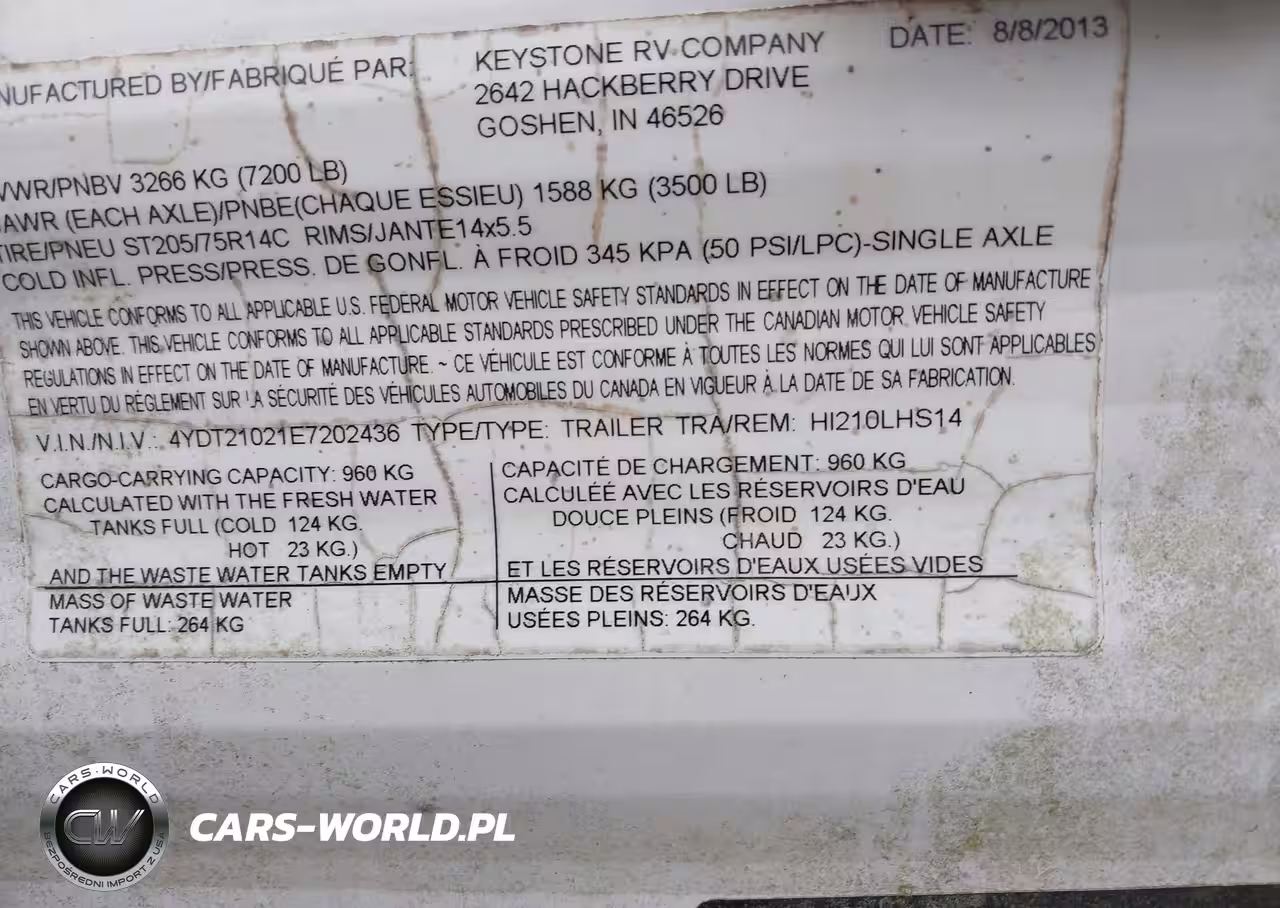 NUFACTURED BY/FABRIQUÉ PAR: KEYSTONE RV COMPANY DATE: 8/8/2013
2642 HACKBERRY DRIVE
GOSHEN, IN 46526
VWR/PNBV 3266 KG (7200 LB)
AWR (EACH AXLE)/PNBE(CHAQUE ESSIEU) 1588 KG (3500 LB)
TIRE/PNEU ST205/75R14C RIMS/JANTE14x5.5
COLD INFL. PRESS/PRESS. DE GONFL. À FROID 345 KPA (50 PSI/LPC)-SINGLE AXLE
THIS VEHICLE CONFORMS TO ALL APPLICABLE U.S. FEDERAL MOTOR VEHICLE SAFETY STANDARDS IN EFFECT ON THE DATE OF MANUFACTURE
SHOWN ABOVE. THIS VEHICLE CONFORMS TO ALL APPLICABLE STANDARDS PRESCRIBED UNDER THE CANADIAN MOTOR VEHICLE SAFETY
REGULATIONS IN EFFECT ON THE DATE OF MANUFACTURE. ~ CE VÉHICULE EST CONFORME À TOUTES LES NORMES QUI LUI SONT APPLICABLES
EN VERTU DU RÈGLEMENT SUR LA SÉCURITÉ DES VÉHICULES AUTOMOBILES DU CANADA EN VIGUEUR À LA DATE DE SA FABRICATION.
V.I.N./N.I.V.: 4YDT21021E7202436 TYPE/TYPE: TRAILER TRA/REM: HI210LHS14
CARGO-CARRYING CAPACITY: 960 KG
CALCULATED WITH THE FRESH WATER
TANKS FULL (COLD 124 KG.
HOT 23 KG.)
AND THE WASTE WATER TANKS EMPTY
MASS OF WASTE WATER
TANKS FULL: 264 KG
CAPACITÉ DE CHARGEMENT: 960 KG
CALCULÉE AVEC LES RÉSERVOIRS D'EAU
DOUCE PLEINS (FROID 124 KG.
CHAUD 23 KG.)
ET LES RÉSERVOIRS D'EAUX USÉES VIDES
MASSE DES RÉSERVOIRS D'EAUX
USÉES PLEINS: 264 KG.
CARS-WORLD
CW
BEZPOŚREDNI IMPORT Z USA
CARS-WORLD.PL